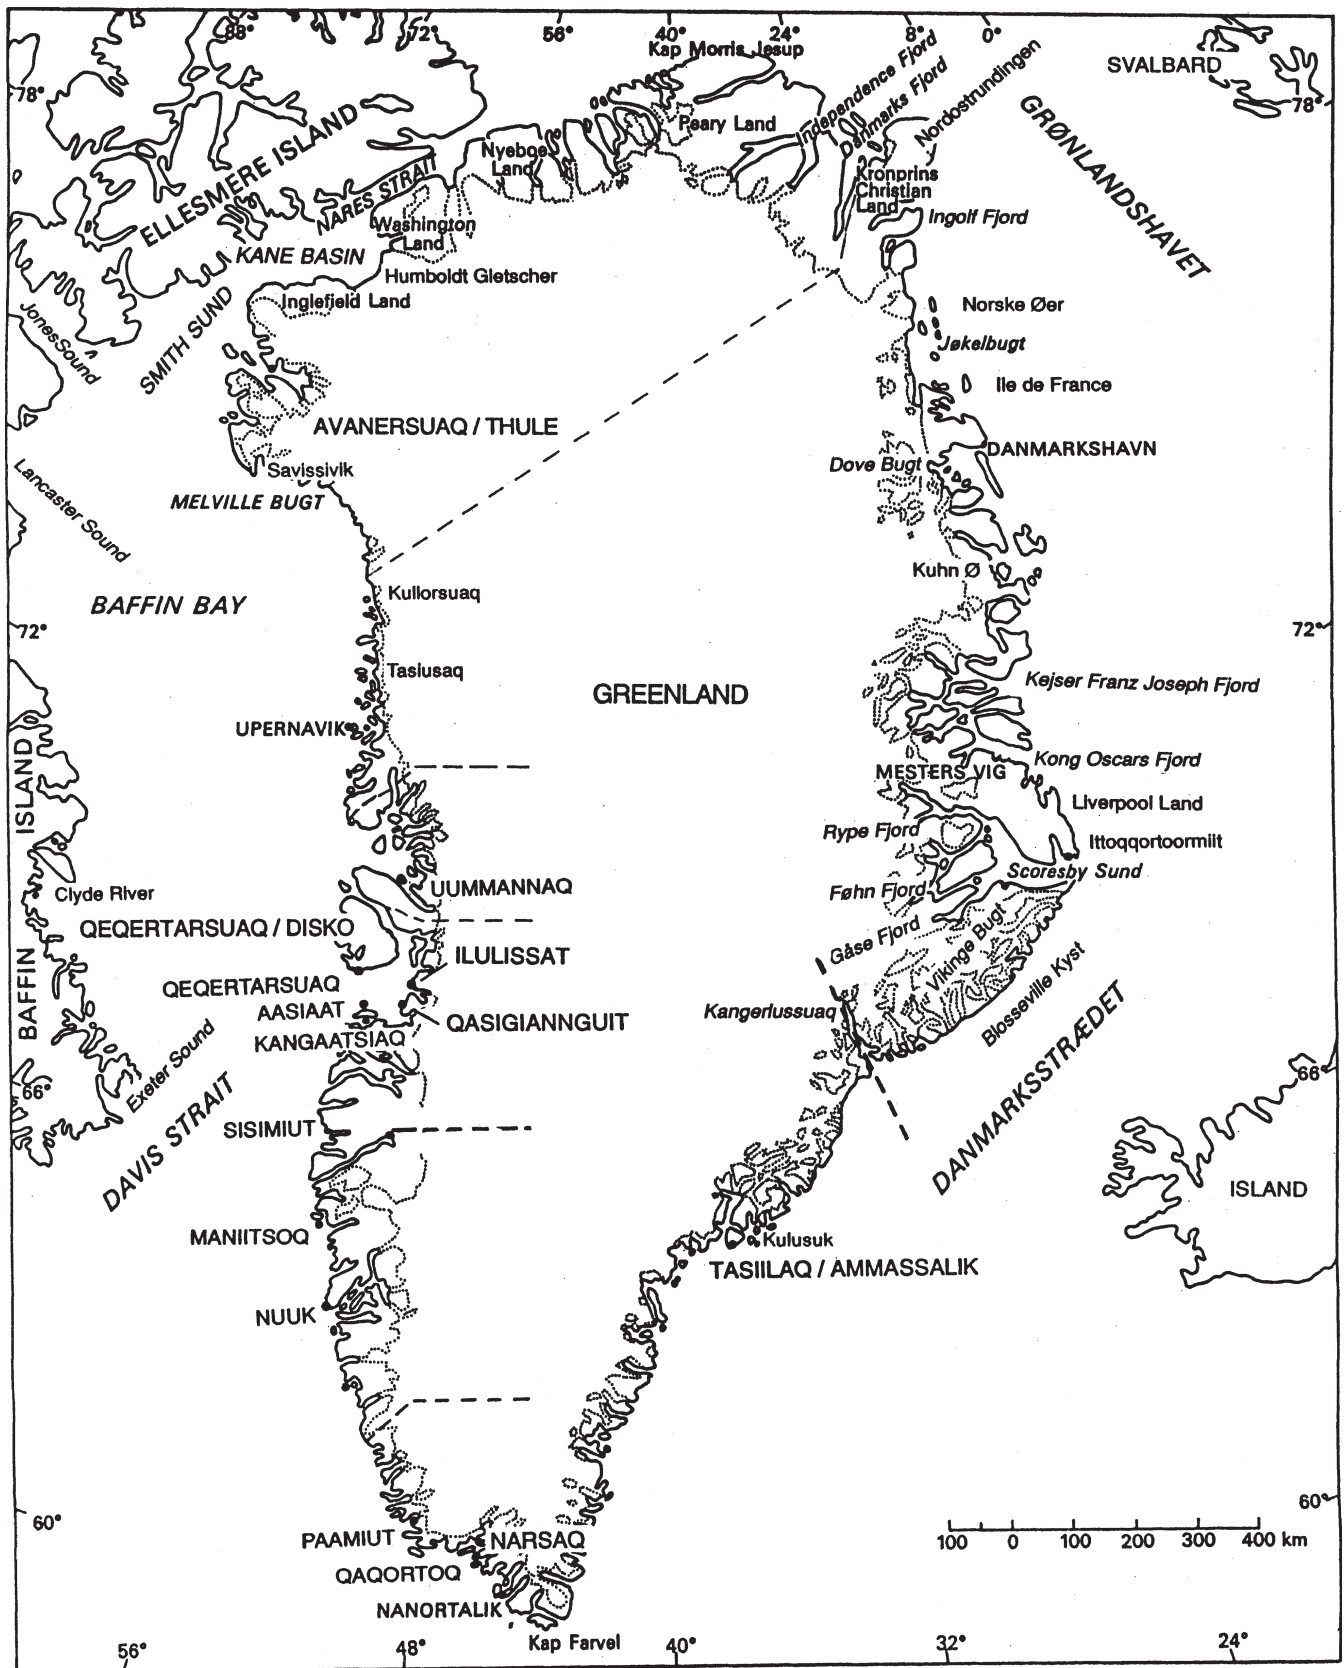 88°
72°
56°
40°
24°
8°
0°
Kap Morris Jesup
SVALBARD
78°
78°
Independence Fjord
Danmarks Fjord
Nordostrundingen
GRØNLANDSHAVET
Peary Land
ELLESMERE ISLAND
NARES STRAIT
Nyeboe
Land
Kronprins
Christian
Land
Ingolf Fjord
Washington
Land
KANE BASIN
Humboldt Gletscher
Inglefield Land
Norske Øer
Jones Sound
SMITH SUND
Jøkelbugt
Ile de France
AVANERSUAQ / THULE
DANMARKSHAVN
Dove Bugt
Savissivik
MELVILLE BUGT
Lancaster Sound
Kuhn Ø
Kullorsuaq
BAFFIN BAY
72°
72°
Tasiusaq
GREENLAND
Kejser Franz Joseph Fjord
UPERNAVIK
Kong Oscars Fjord
MESTERS VIG
Liverpool Land
Rype Fjord
Ittoqqortoormiit
BAFFIN ISLAND
Scoresby Sund
UUMMANNAQ
Føhn Fjord
Clyde River
QEQERTARSUAQ / DISKO
Gåse Fjord
Vikinge Bugt
ILULISSAT
QEQERTARSUAQ
Blosseville Kyst
AASIAAT
Kangerlussuaq
QASIGIANNGUIT
KANGAATSIAQ
DANMARKSSTRÆDET
Exeter Sound
66°
66°
DAVIS STRAIT
SISIMIUT
ISLAND
MANIITSOQ
Kulusuk
TASIILAQ / AMMASSALIK
NUUK
60°
60°
PAAMIUT
NARSAQ
100 0 100 200 300 400 km
QAQORTOQ
NANORTALIK
Kap Farvel
56°
48°
40°
32°
24°